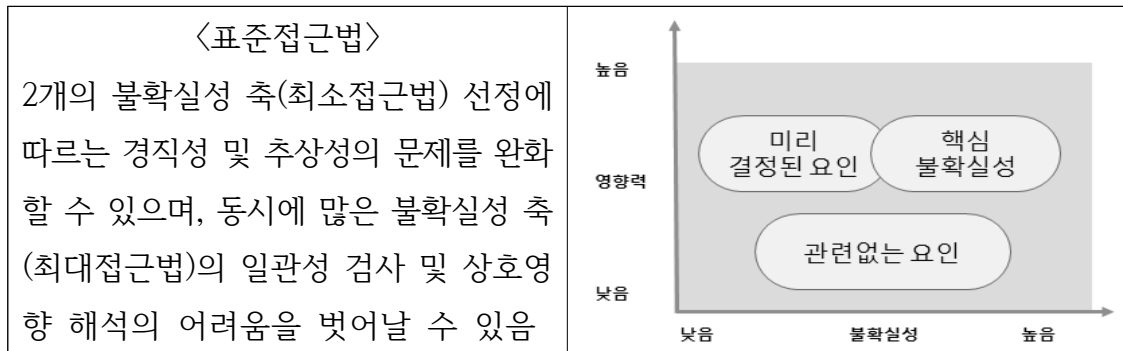 〈표준접근법〉
2개의 불확실성 축(최소접근법) 선정에
따르는 경직성 및 추상성의 문제를 완화
할 수 있으며, 동시에 많은 불확실성 축
(최대접근법)의 일관성 검사 및 상호영
향 해석의 어려움을 벗어날 수 있음
높음
미리
결정된 요인
핵심
불확실성
영향력
관련없는 요인
낮음
낮음 불확실성 높음